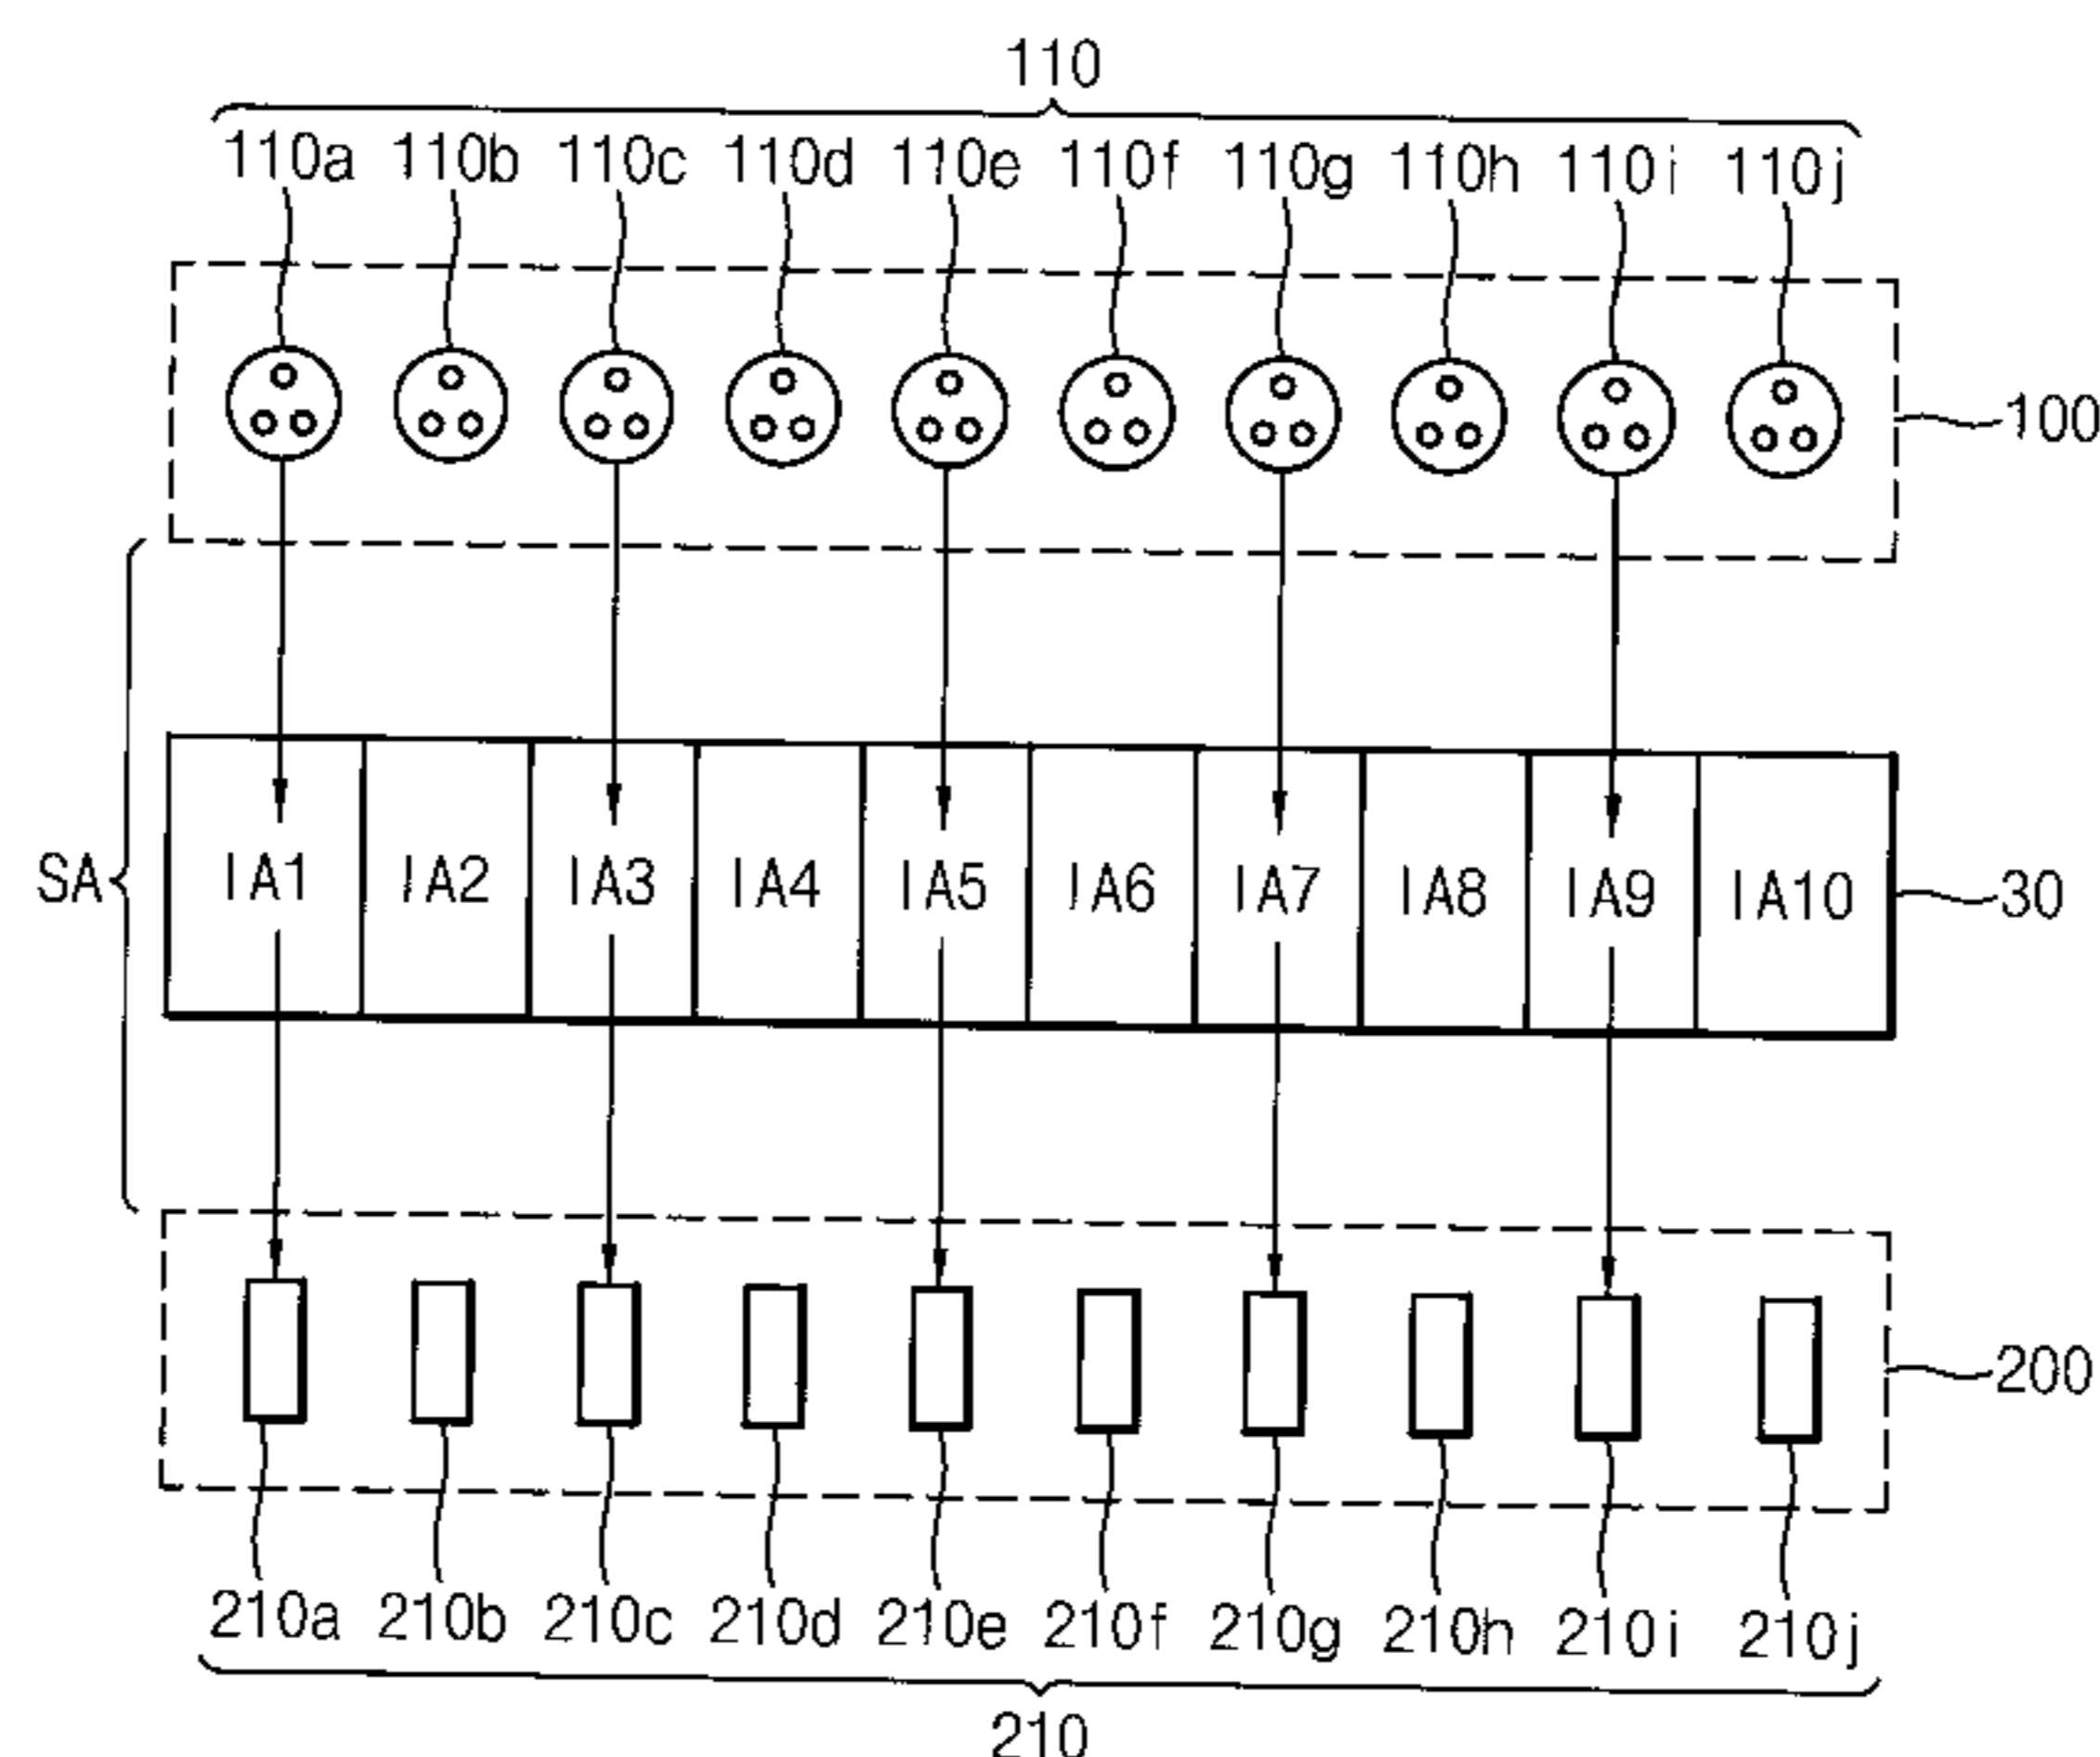 110
110a 110b 110c 110d 110e 110f 110g 110h 110i 110j
100
SA IA1 IA2 IA3 IA4 IA5 IA6 IA7 IA8 IA9 IA10 30
200
210a 210b 210c 210d 210e 210f 210g 210h 210i 210j
210